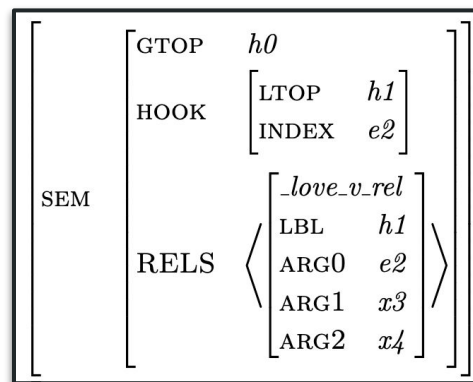 GTOP h0
HOOK LTOP h1
INDEX e2
SEM
_love_v_rel
LBL h1
RELS ARG0 e2
ARG1 x3
ARG2 x4